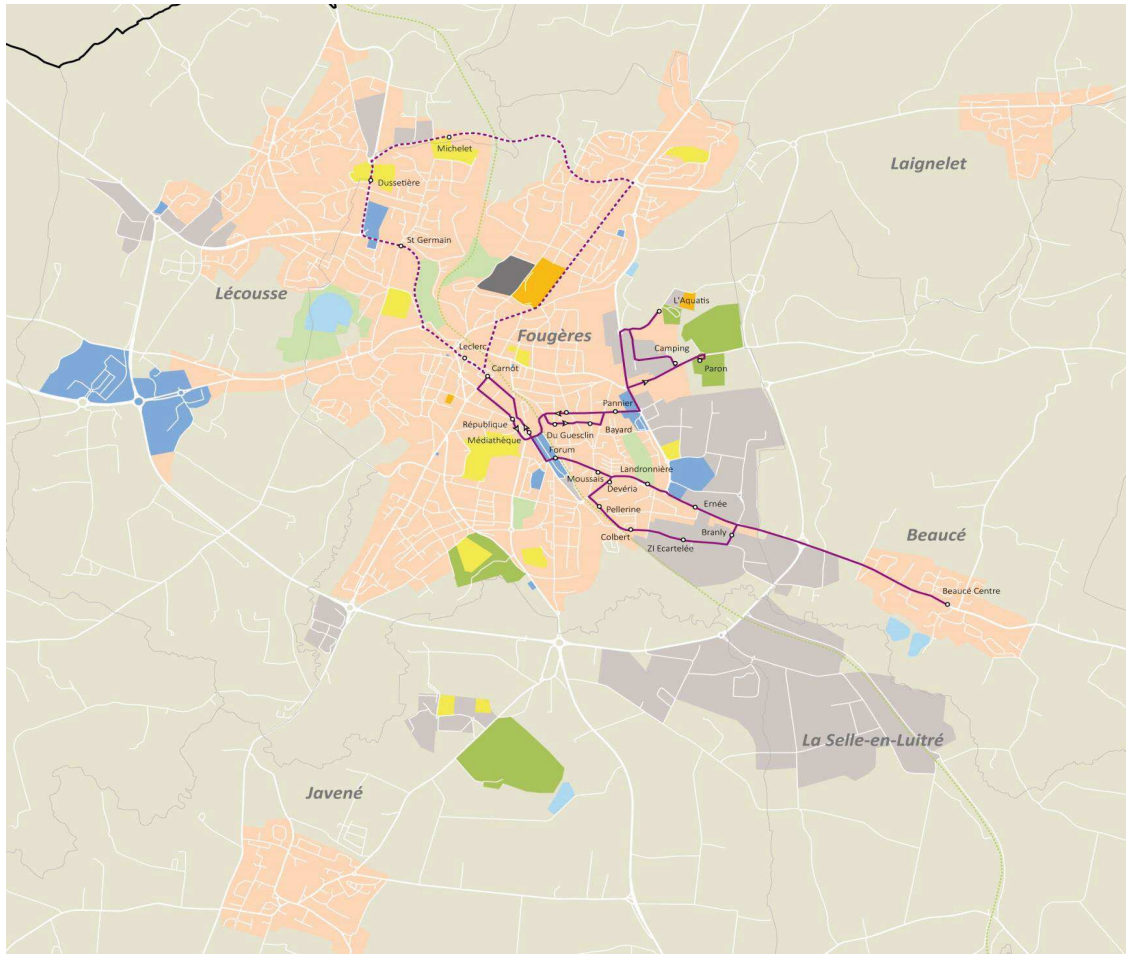 Michelet
Laignelet
Dussetière
St Germain
Lécousse
L'Aquatis
Fougères
Leclerc
Camping
Carnôt
Paron
Pannier
République
Du Guesclin
Bayard
Médiathèque
Forum
Landronnière
Moussais
Devéria
Ernée
Pellerine
Colbert
Branly
ZI Ecartelée
Beaucé
Beaucé Centre
La Selle-en-Luitré
Javené